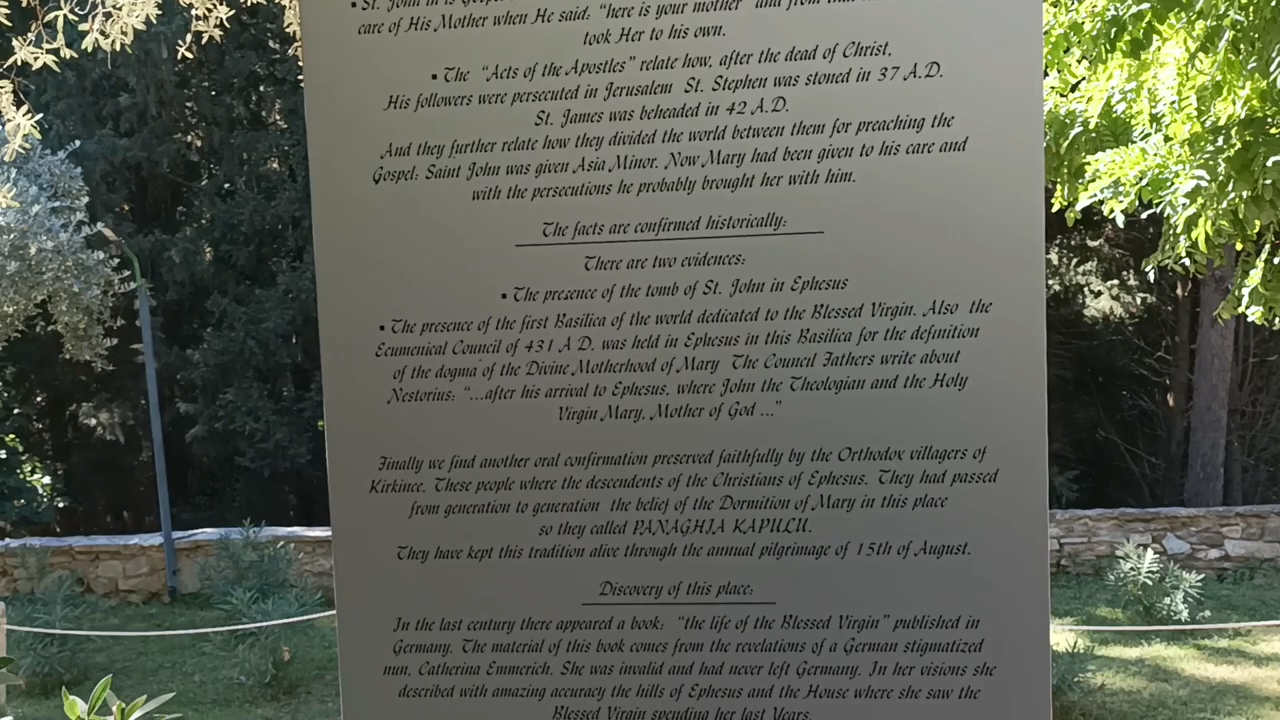 ▪ St. John in is Gospel
care of His Mother when He said: “here is your mother” and from that
took Her to his own.
▪ The “Acts of the Apostles” relate how, after the dead of Christ,
His followers were persecuted in Jerusalem St. Stephen was stoned in 37 A.D.
St. James was beheaded in 42 A.D.
And they further relate how they divided the world between them for preaching the
Gospel: Saint John was given Asia Minor. Now Mary had been given to his care and
with the persecutions he probably brought her with him.
The facts are confirmed historically:
There are two evidences:
▪ The presence of the tomb of St. John in Ephesus
▪ The presence of the first Basilica of the world dedicated to the Blessed Virgin. Also the
Ecumenical Council of 431 A D. was held in Ephesus in this Basilica for the definition
of the dogma of the Divine Motherhood of Mary The Council Fathers write about
Nestorius: “...after his arrival to Ephesus, where John the Theologian and the Holy
Virgin Mary, Mother of God ...”
Finally we find another oral confirmation preserved faithfully by the Orthodox villagers of
Kirkince. These people where the descendents of the Christians of Ephesus. They had passed
from generation to generation the belief of the Dormition of Mary in this place
so they called PANAGHIA KAPULU.
They have kept this tradition alive through the annual pilgrimage of 15th of August.
Discovery of this place:
In the last century there appeared a book: “the life of the Blessed Virgin” published in
Germany. The material of this book comes from the revelations of a German stigmatized
nun, Catherina Emmerich. She was invalid and had never left Germany. In her visions she
described with amazing accuracy the hills of Ephesus and the House where she saw the
Blessed Virgin spending her last Years.